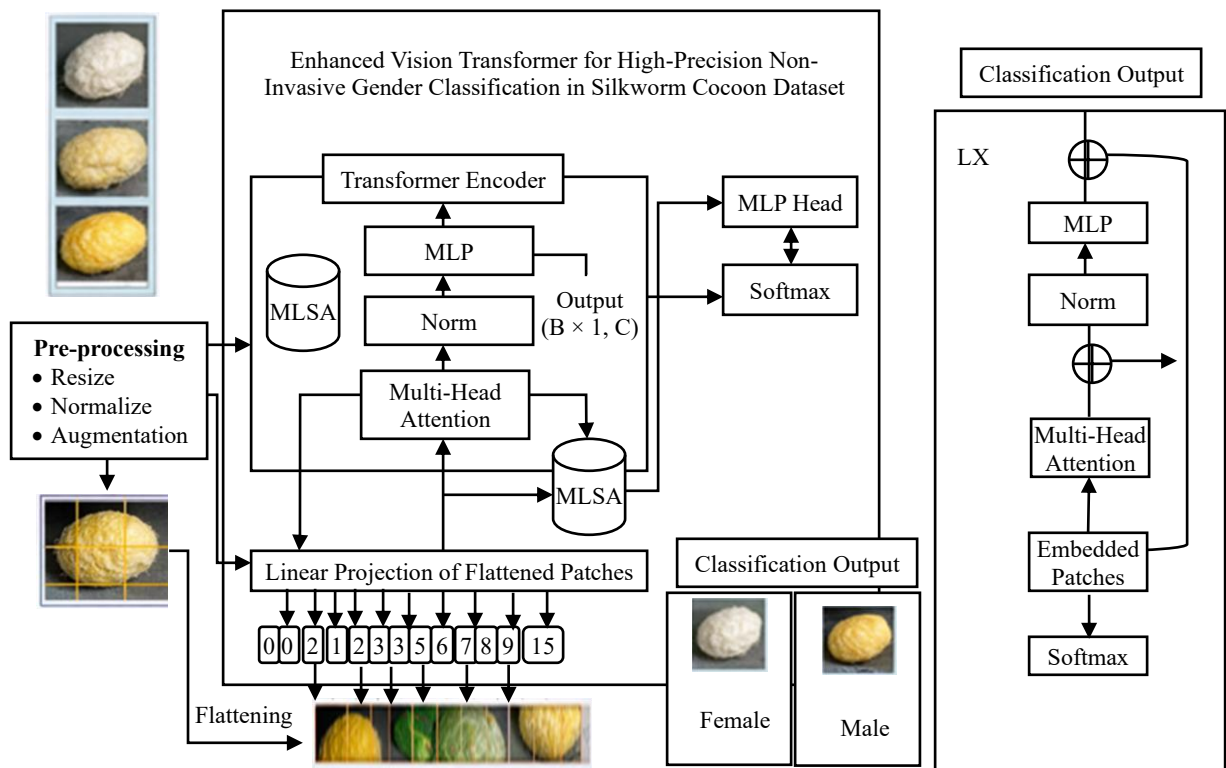 Enhanced Vision Transformer for High-Precision Non-
Invasive Gender Classification in Silkworm Cocoon Dataset
Transformer Encoder
MLP
Norm
Multi-Head
Attention
MLSA
MLSA
Output
(B × 1, C)
MLP Head
Softmax
Pre-processing
• Resize
• Normalize
• Augmentation
Linear Projection of Flattened Patches
0 0 2 1 2 3 3 5 6 7 8 9 15
Flattening
Classification Output
Female
Male
Classification Output
LX
MLP
Norm
Multi-Head
Attention
Embedded
Patches
Softmax